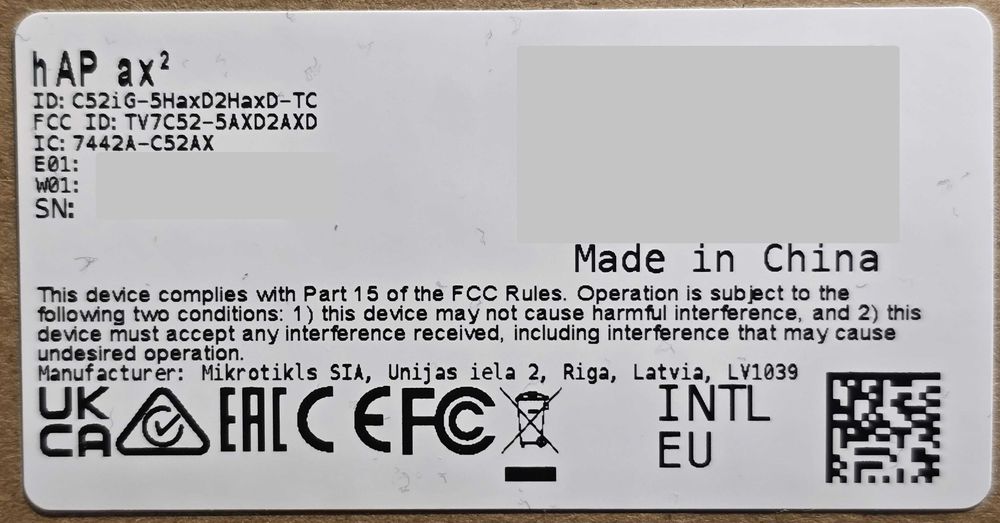 hAP ax²
ID: C52iG-5HaxD2HaxD-TC
FCC ID: TV7C52-5AXD2AXD
IC: 7442A-C52AX
E01:
W01:
SN:
Made in China
This device complies with Part 15 of the FCC Rules. Operation is subject to the
following two conditions: 1) this device may not cause harmful interference, and 2) this
device must accept any interference received, including interference that may cause
undesired operation.
Manufacturer: Mikrotikls SIA, Unijas iela 2, Riga, Latvia, LV1039
UK
CA
EAC CE FC
INTL
EU